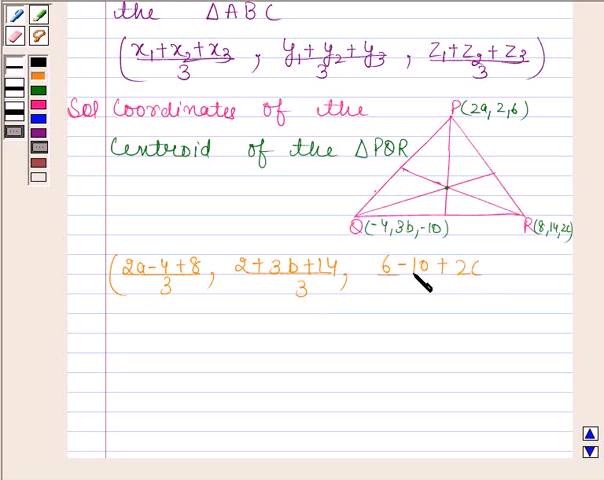 the ΔABC
(x₁+x₂+x₃/3, y₁+y₂+y₃/3, z₁+z₂+z₃/3)
Sol Coordinates of the
P(2a,2,6)
Centroid of the ΔPQR
Q(-4,3b,-10) R(8,14,2c)
(2a-4+8/3, 2+3b+14/3, 6-10+2c